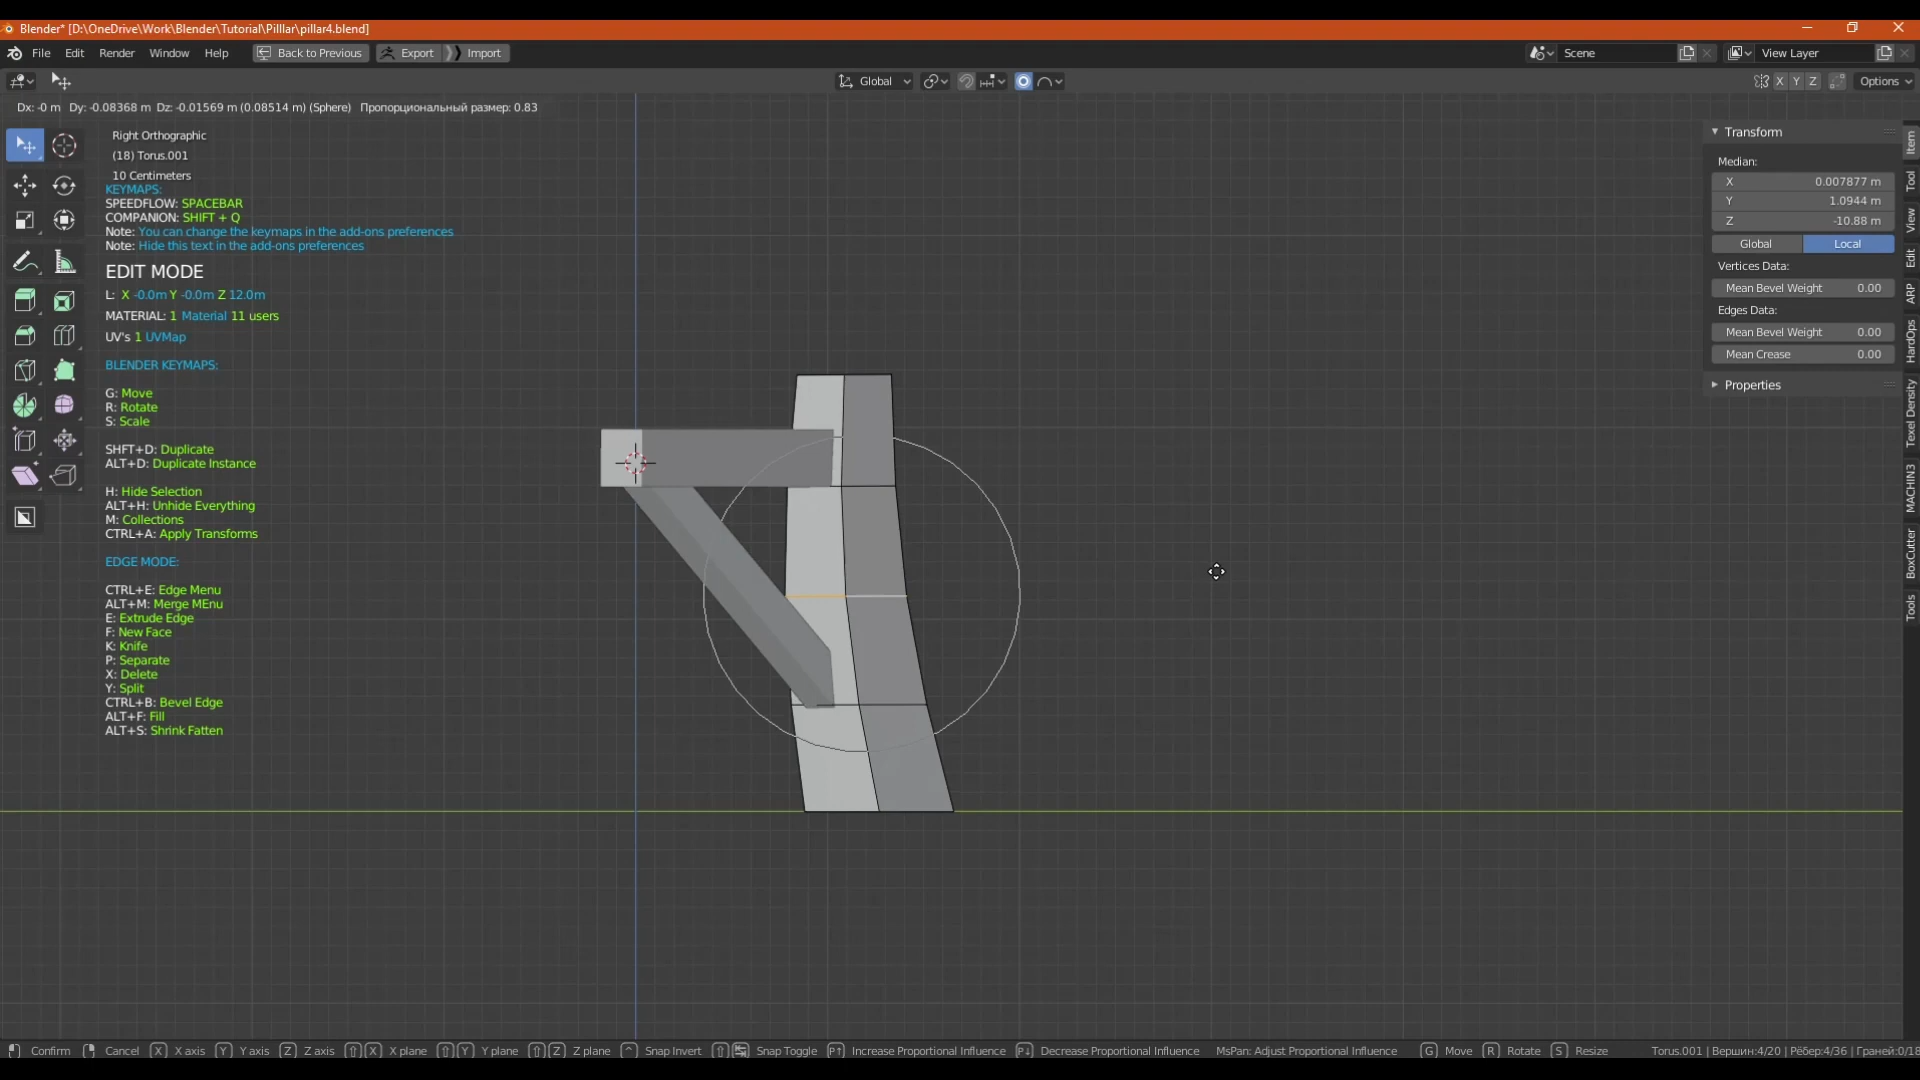 Blender* [D:\OneDrive\Work\Blender\Tutorial\Pilllar\pillar4.blend]
File Edit Render Window Help Back to Previous Export Import Scene View Layer
Global X Y Z Options
Dx: -0 m Dy: -0.08368 m Dz: -0.01569 m (0.08514 m) (Sphere) Пропорциональный размер: 0.83
Right Orthographic
(18) Torus.001
10 Centimeters
KEYMAPS:
SPEEDFLOW: SPACEBAR
COMPANION: SHIFT + Q
Note: You can change the keymaps in the add-ons preferences
Note: Hide this text in the add-ons preferences
EDIT MODE
L: X -0.0m Y -0.0m Z 12.0m
MATERIAL: 1 Material 11 users
UV's 1 UVMap
BLENDER KEYMAPS:
G: Move
R: Rotate
S: Scale
SHFT+D: Duplicate
ALT+D: Duplicate Instance
H: Hide Selection
ALT+H: Unhide Everything
M: Collections
CTRL+A: Apply Transforms
EDGE MODE:
CTRL+E: Edge Menu
ALT+M: Merge MEnu
E: Extrude Edge
F: New Face
K: Knife
P: Separate
X: Delete
Y: Split
CTRL+B: Bevel Edge
ALT+F: Fill
ALT+S: Shrink Fatten
Transform
Median:
X 0.007877 m
Y 1.0944 m
Z -10.88 m
Global Local
Vertices Data:
Mean Bevel Weight 0.00
Edges Data:
Mean Bevel Weight 0.00
Mean Crease 0.00
Properties
Item
Tool
View
Edit
ARP
HardOps
Texel Density
MACHIN3
BoxCutter
Tools
Confirm Cancel X X axis Y Y axis Z Z axis X X plane Y Y plane Z Z plane Snap Invert Snap Toggle Increase Proportional Influence Decrease Proportional Influence MsPan: Adjust Proportional Influence G Move R Rotate S Resize Torus.001 | Вершин:4/20 | Рёбер:4/36 | Граней:0/18